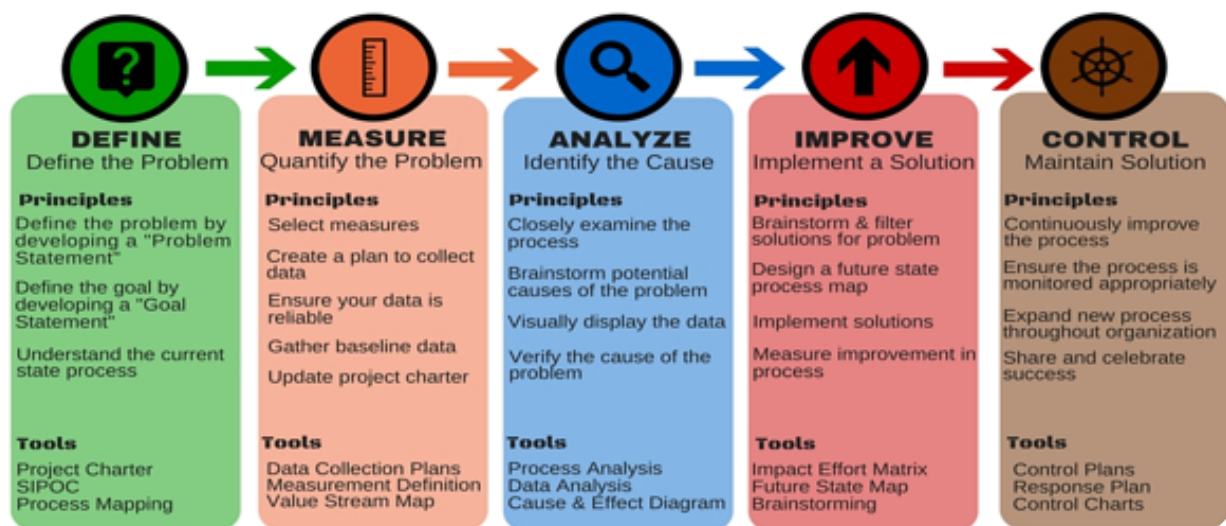 DEFINE
Define the Problem
Principles
Define the problem by
developing a "Problem
Statement"
Define the goal by
developing a "Goal
Statement"
Understand the current
state process
Tools
Project Charter
SIPOC
Process Mapping
MEASURE
Quantify the Problem
Principles
Select measures
Create a plan to collect
data
Ensure your data is
reliable
Gather baseline data
Update project charter
Tools
Data Collection Plans
Measurement Definition
Value Stream Map
ANALYZE
Identify the Cause
Principles
Closely examine the
process
Brainstorm potential
causes of the problem
Visually display the data
Verify the cause of the
problem
Tools
Process Analysis
Data Analysis
Cause & Effect Diagram
IMPROVE
Implement a Solution
Principles
Brainstorm & filter
solutions for problem
Design a future state
process map
Implement solutions
Measure improvement in
process
Tools
Impact Effort Matrix
Future State Map
Brainstorming
CONTROL
Maintain Solution
Principles
Continuously improve
the process
Ensure the process is
monitored appropriately
Expand new process
throughout organization
Share and celebrate
success
Tools
Control Plans
Response Plan
Control Charts